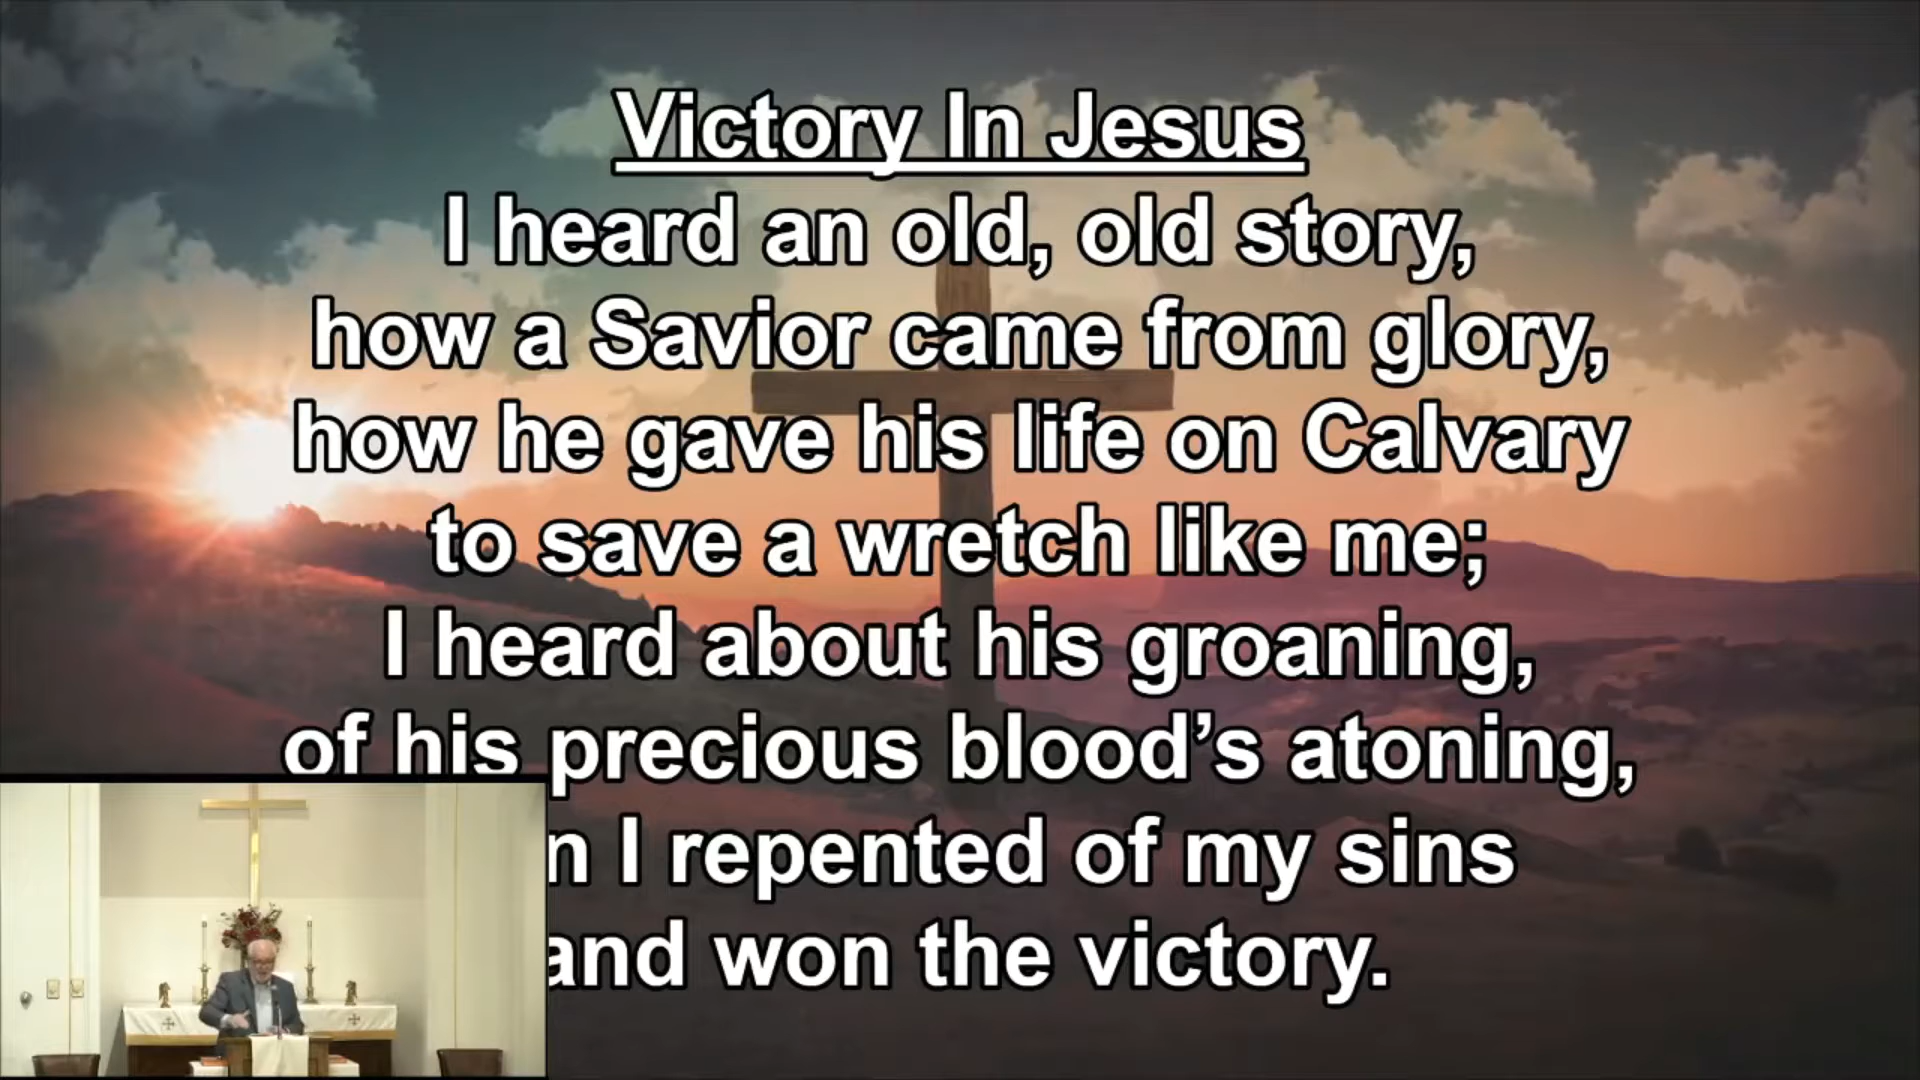 Victory In Jesus
I heard an old, old story,
how a Savior came from glory,
how he gave his life on Calvary
to save a wretch like me;
I heard about his groaning,
of his precious blood's atoning,
I repented of my sins
and won the victory.